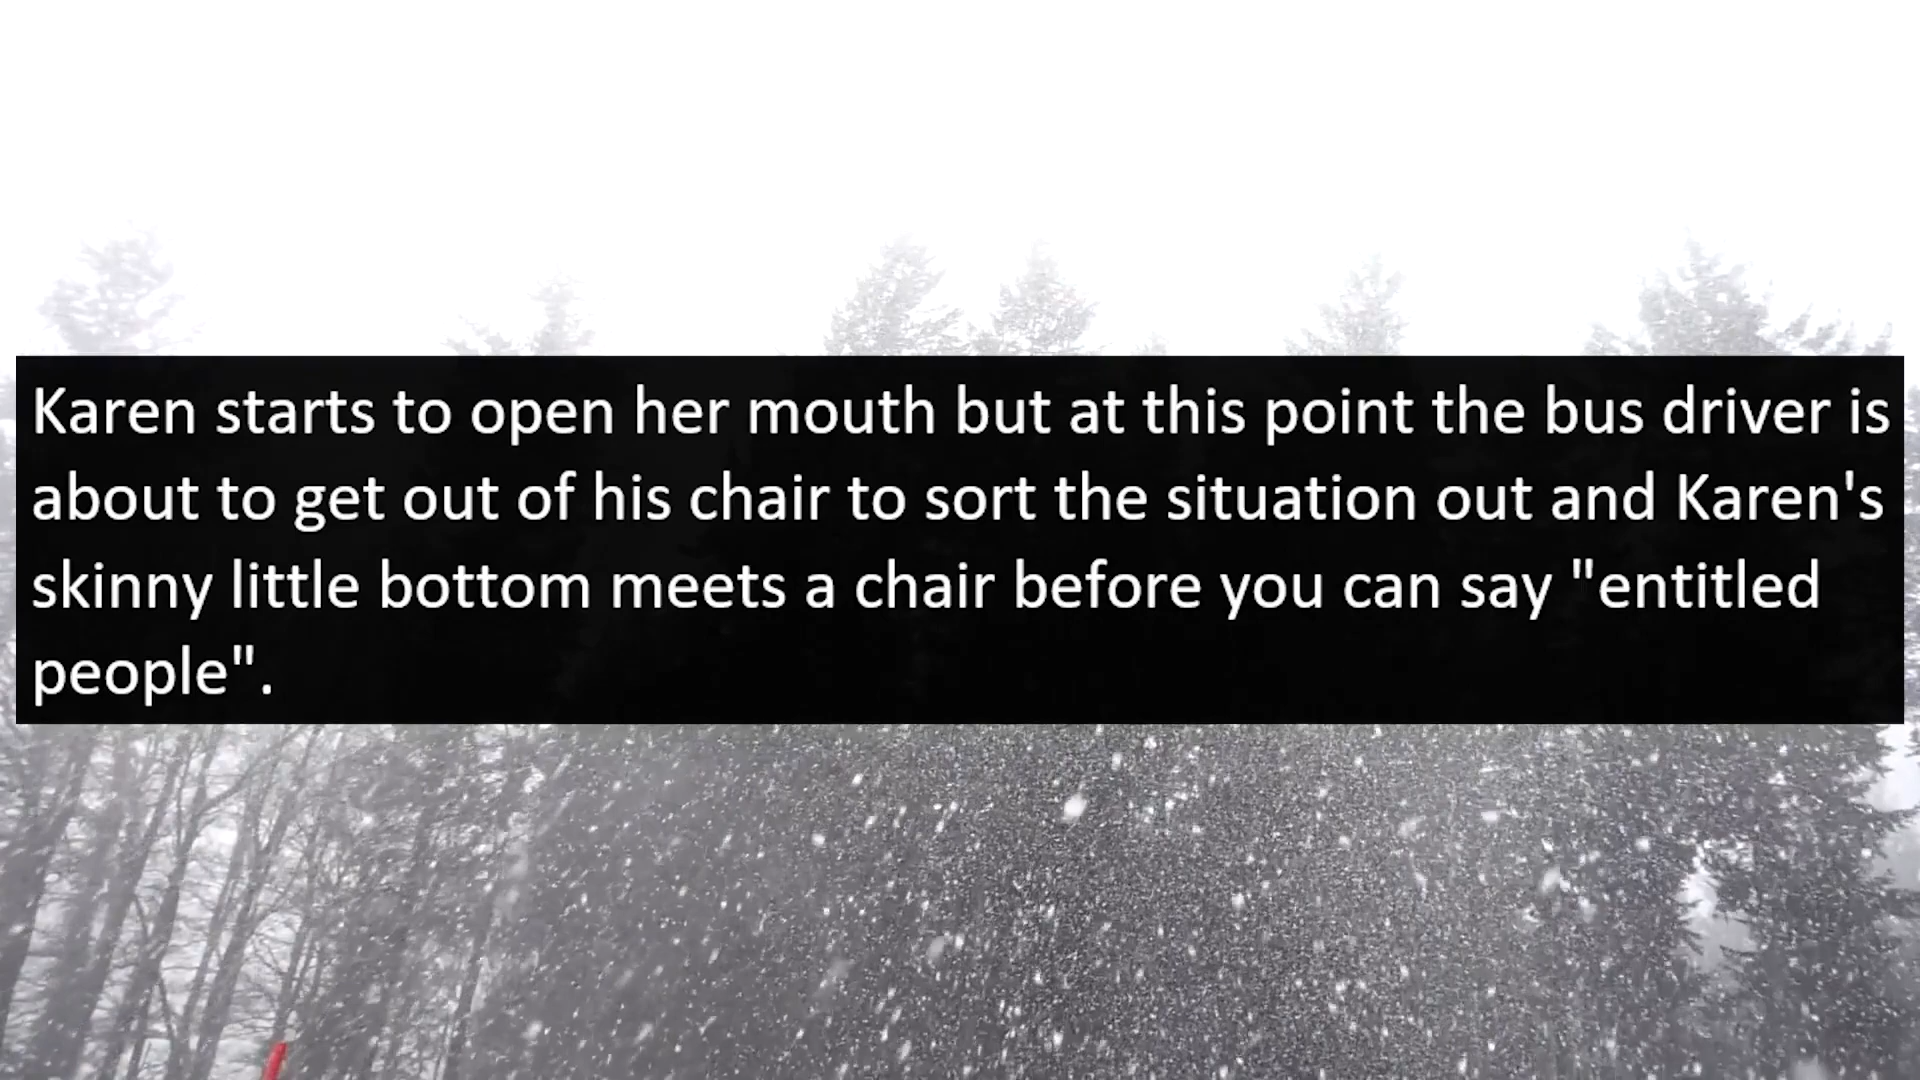 Karen starts to open her mouth but at this point the bus driver is
about to get out of his chair to sort the situation out and Karen's
skinny little bottom meets a chair before you can say "entitled
people".